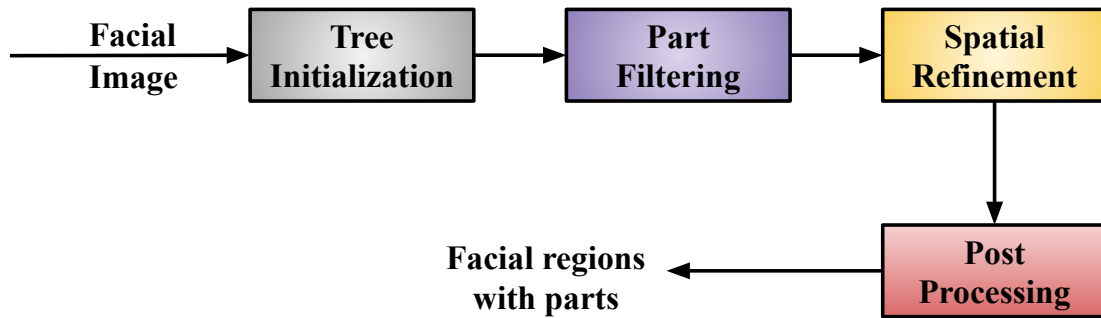 Facial
Image
Tree
Initialization
Part
Filtering
Spatial
Refinement
Post
Processing
Facial regions
with parts